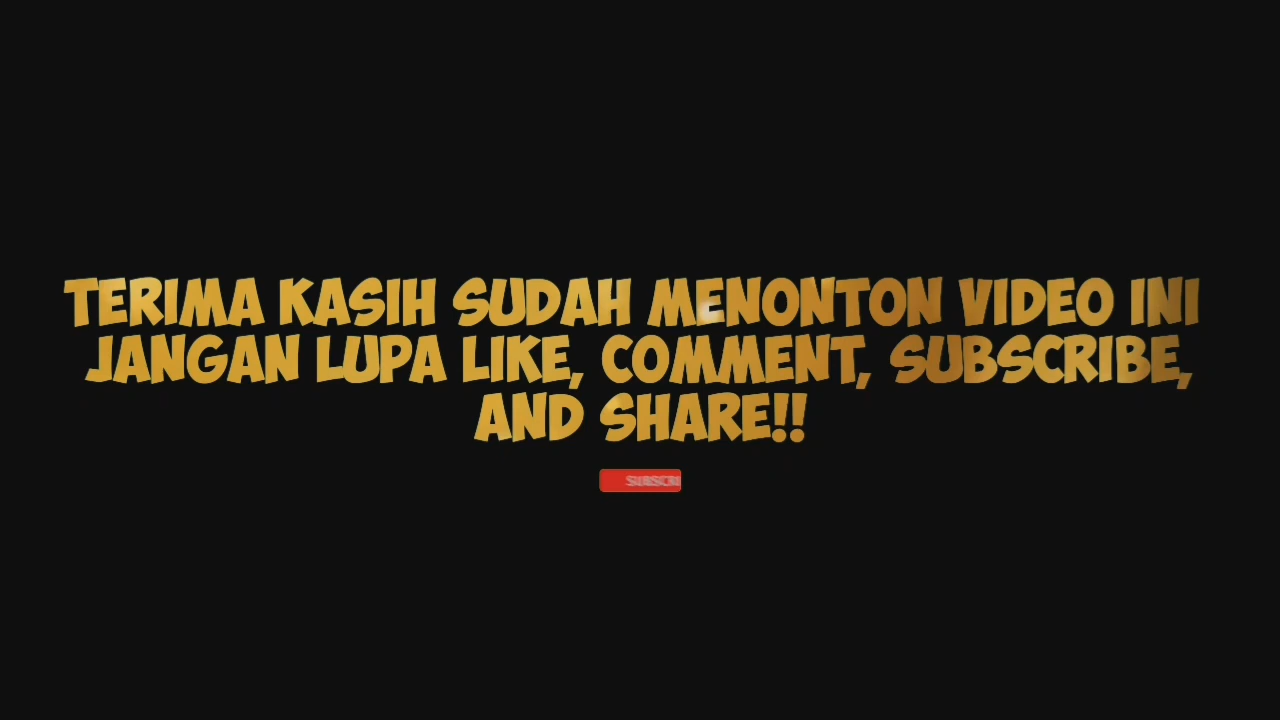 TERIMA KASIH SUDAH MENONTON VIDEO INI
JANGAN LUPA LIKE, COMMENT, SUBSCRIBE,
AND SHARE!!